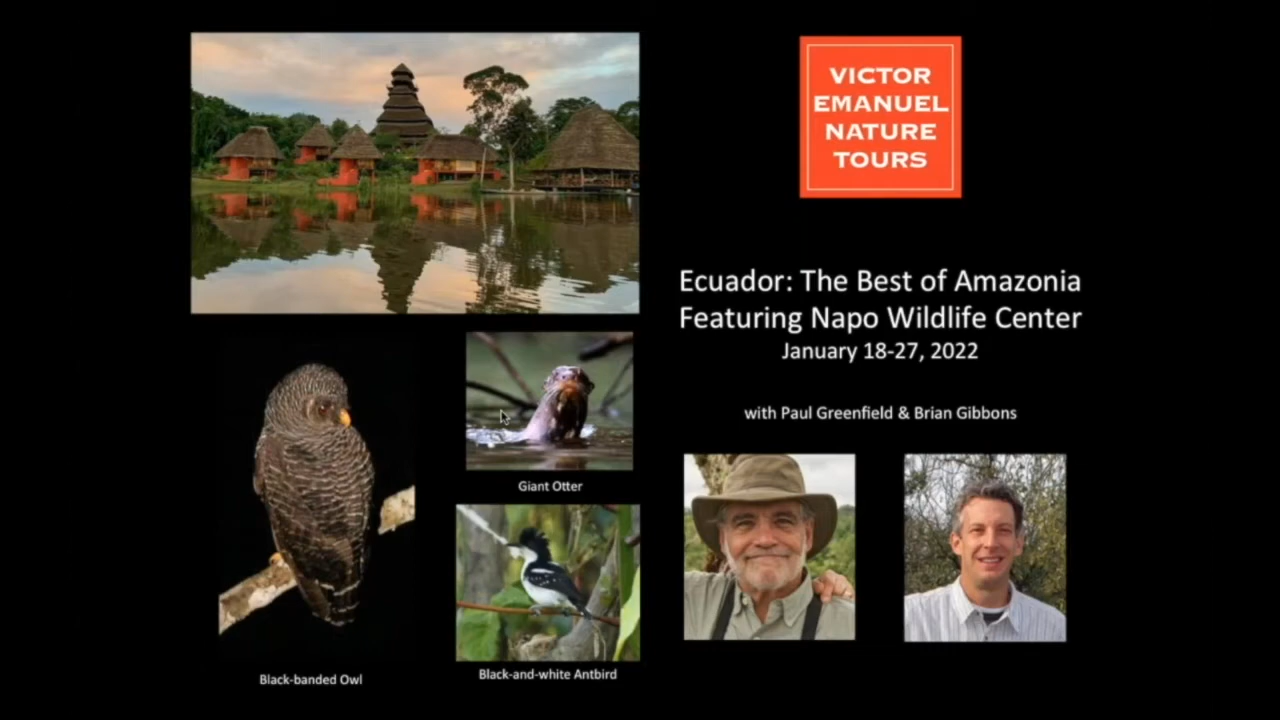 VICTOR
EMANUEL
NATURE
TOURS
Ecuador: The Best of Amazonia
Featuring Napo Wildlife Center
January 18-27, 2022
with Paul Greenfield & Brian Gibbons
Giant Otter
Black-and-white Antbird
Black-banded Owl